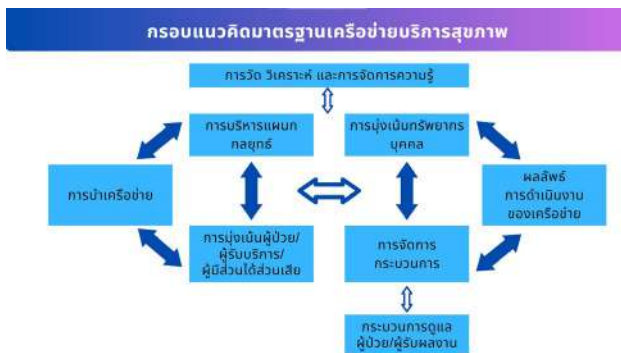 กรอบแนวคิดมาตรฐานเครือข่ายบริการสุขภาพ
การวัด วิเคราะห์ และการจัดการความรู้
การบริหารแผนก
กลยุทธ์
การมุ่งเน้นทรัพยากร
บุคคล
การนำเครือข่าย
ผลลัพธ์
การดำเนินงาน
ของเครือข่าย
การมุ่งเน้นผู้ป่วย/
ผู้รับบริการ/
ผู้มีส่วนได้ส่วนเสีย
การจัดการ
กระบวนการ
กระบวนการดูแล
ผู้ป่วย/ผู้รับผลงาน